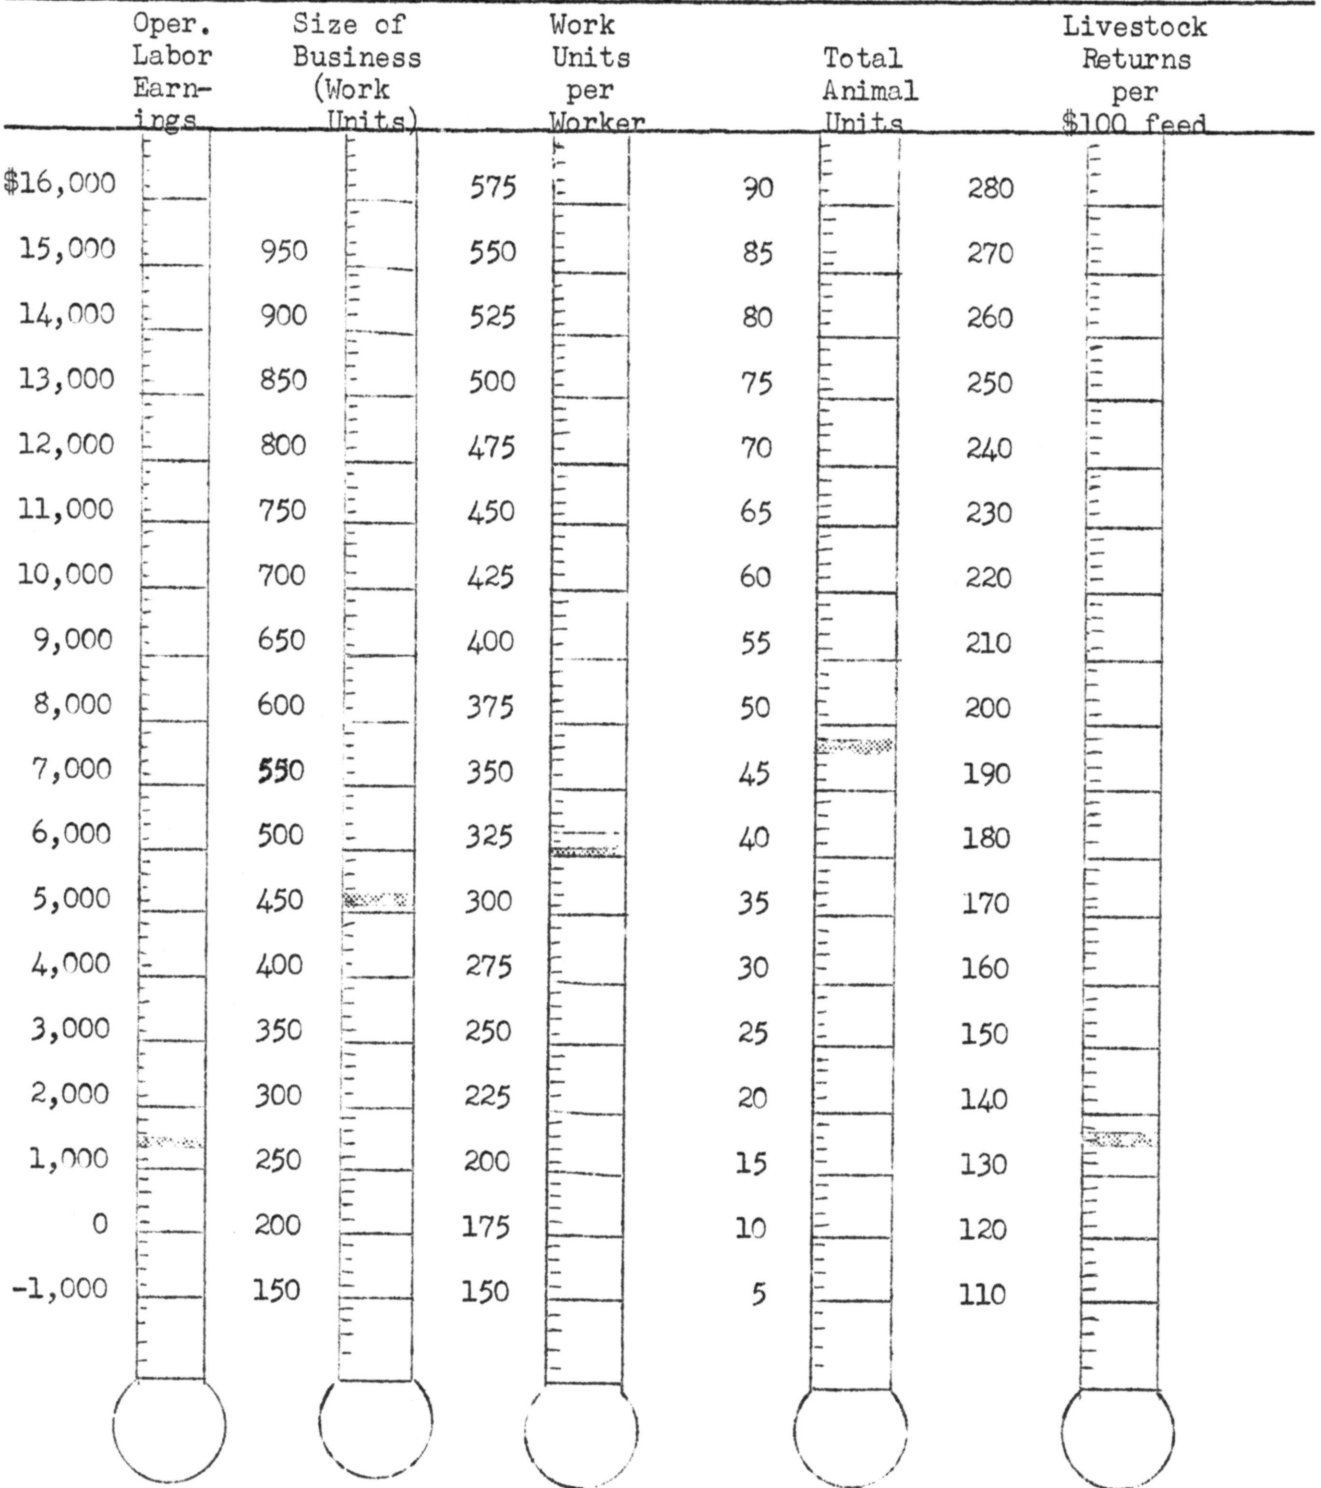 Oper. Size of Work Livestock
Labor Business Units Total Returns
Earn- (Work per Animal per
ings Units) Worker Units $100 feed
$16,000 575 90 280
15,000 950 550 85 270
14,000 900 525 80 260
13,000 850 500 75 250
12,000 800 475 70 240
11,000 750 450 65 230
10,000 700 425 60 220
9,000 650 400 55 210
8,000 600 375 50 200
7,000 550 350 45 190
6,000 500 325 40 180
5,000 450 300 35 170
4,000 400 275 30 160
3,000 350 250 25 150
2,000 300 225 20 140
1,000 250 200 15 130
0 200 175 10 120
-1,000 150 150 5 110